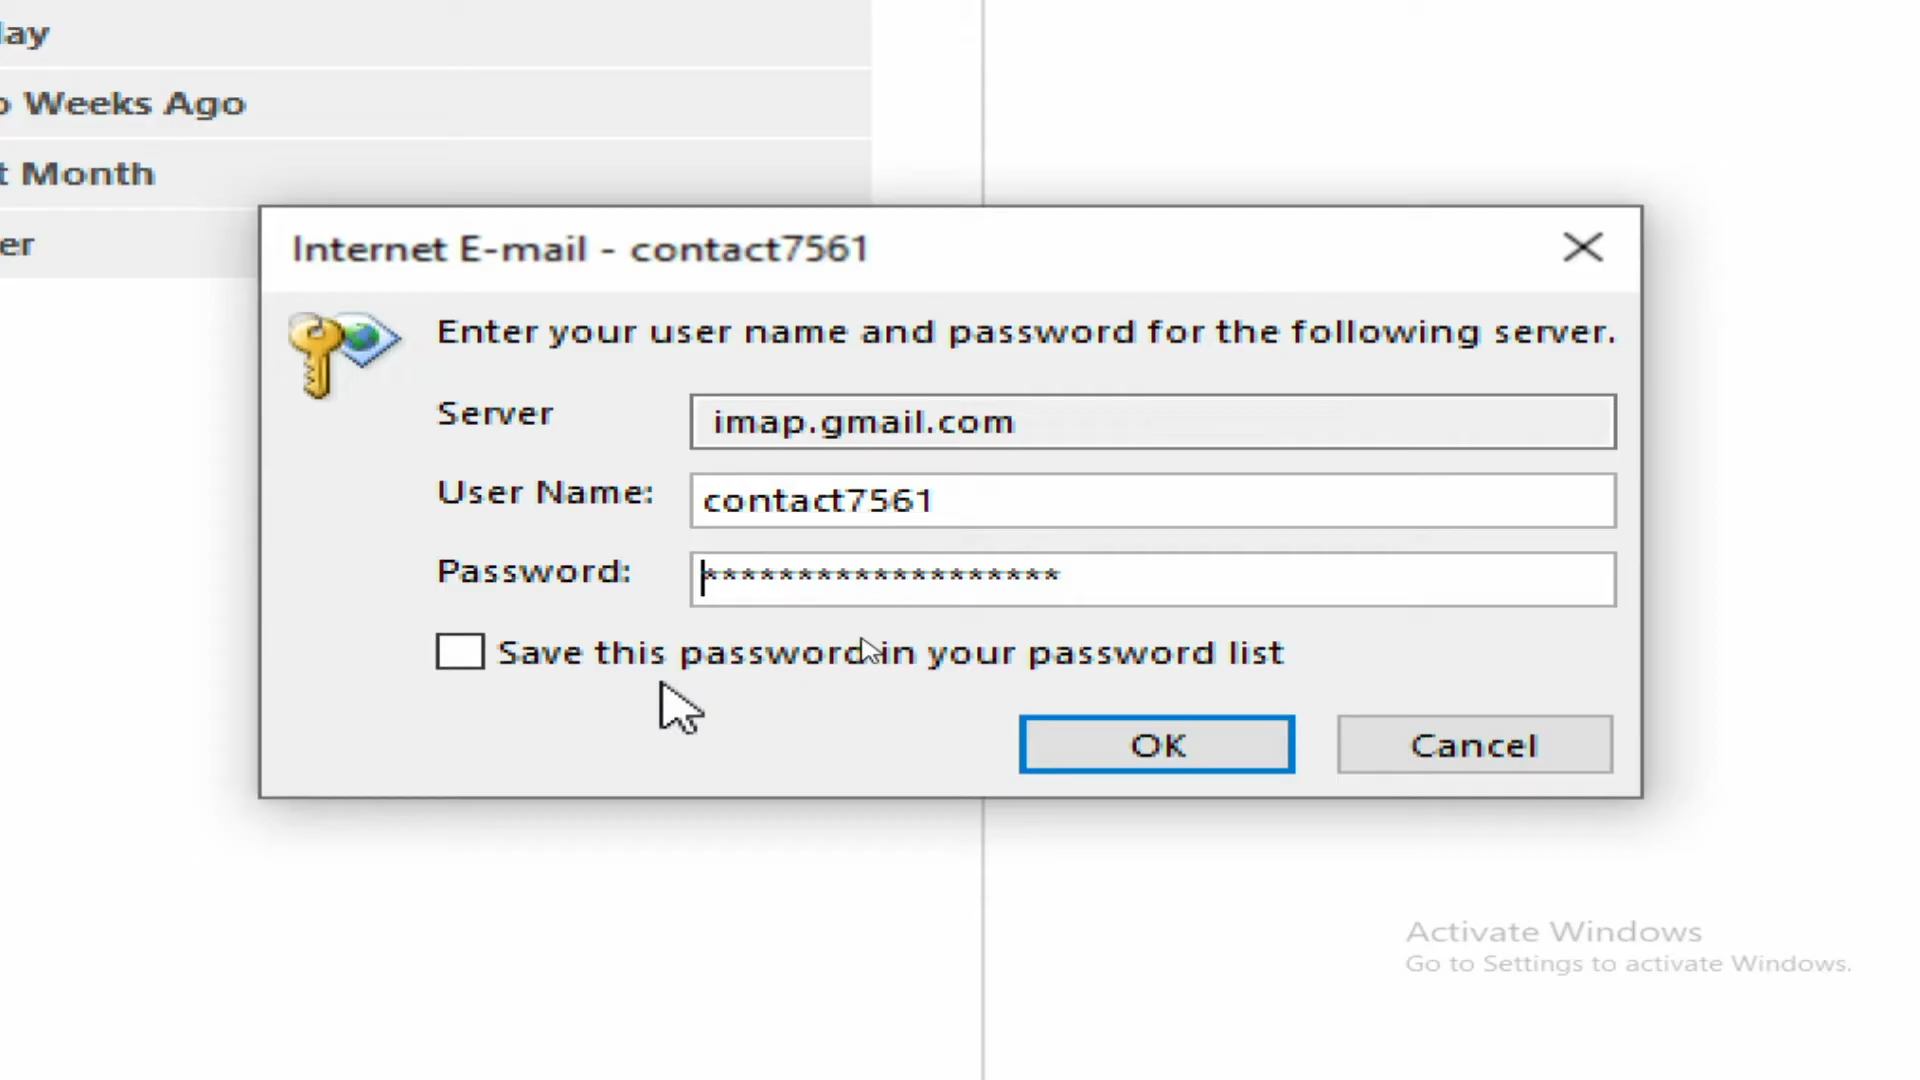 lay
o Weeks Ago
t Month
er
Internet E-mail - contact7561
Enter your user name and password for the following server.
Server
imap.gmail.com
User Name:
contact7561
Password:
*******************
Save this password in your password list
OK
Cancel
Activate Windows
Go to Settings to activate Windows.